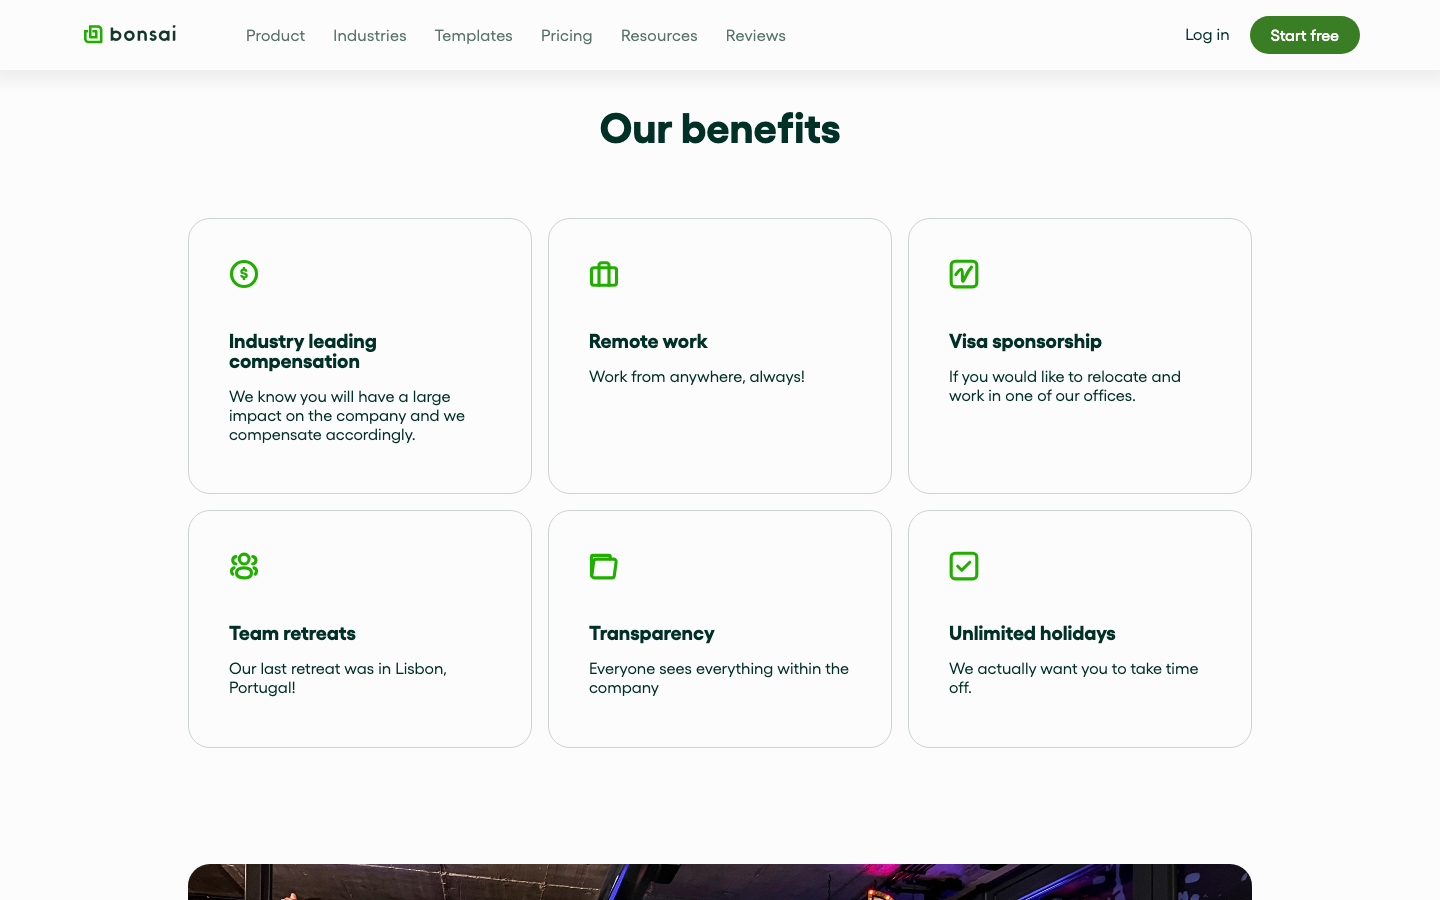 bonsai
Product Industries Templates Pricing Resources Reviews
Log in
Start free
Our benefits
Industry leading
compensation
We know you will have a large
impact on the company and we
compensate accordingly.
Remote work
Work from anywhere, always!
Visa sponsorship
If you would like to relocate and
work in one of our offices.
Team retreats
Our last retreat was in Lisbon,
Portugal!
Transparency
Everyone sees everything within the
company
Unlimited holidays
We actually want you to take time
off.